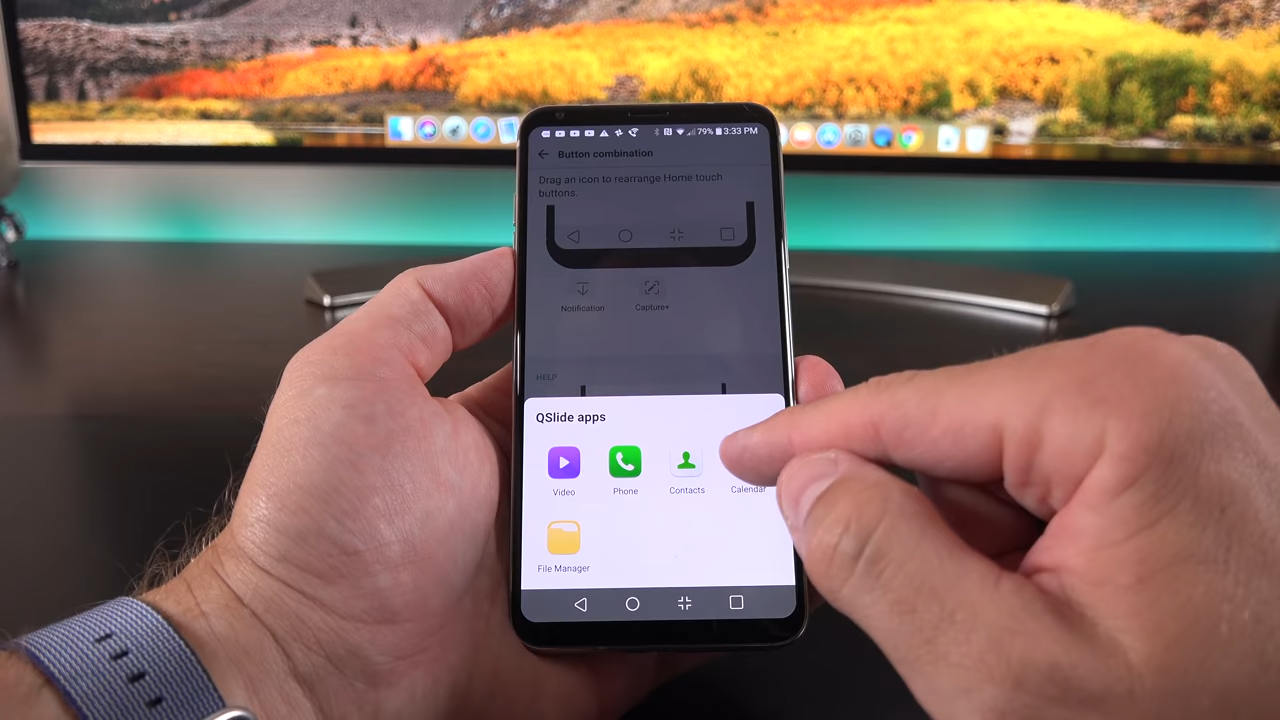 79% 3:33 PM
Button combination
Drag an icon to rearrange Home touch
buttons.
Notification Capture+
HELP
QSlide apps
Video Phone Contacts Calendar
File Manager